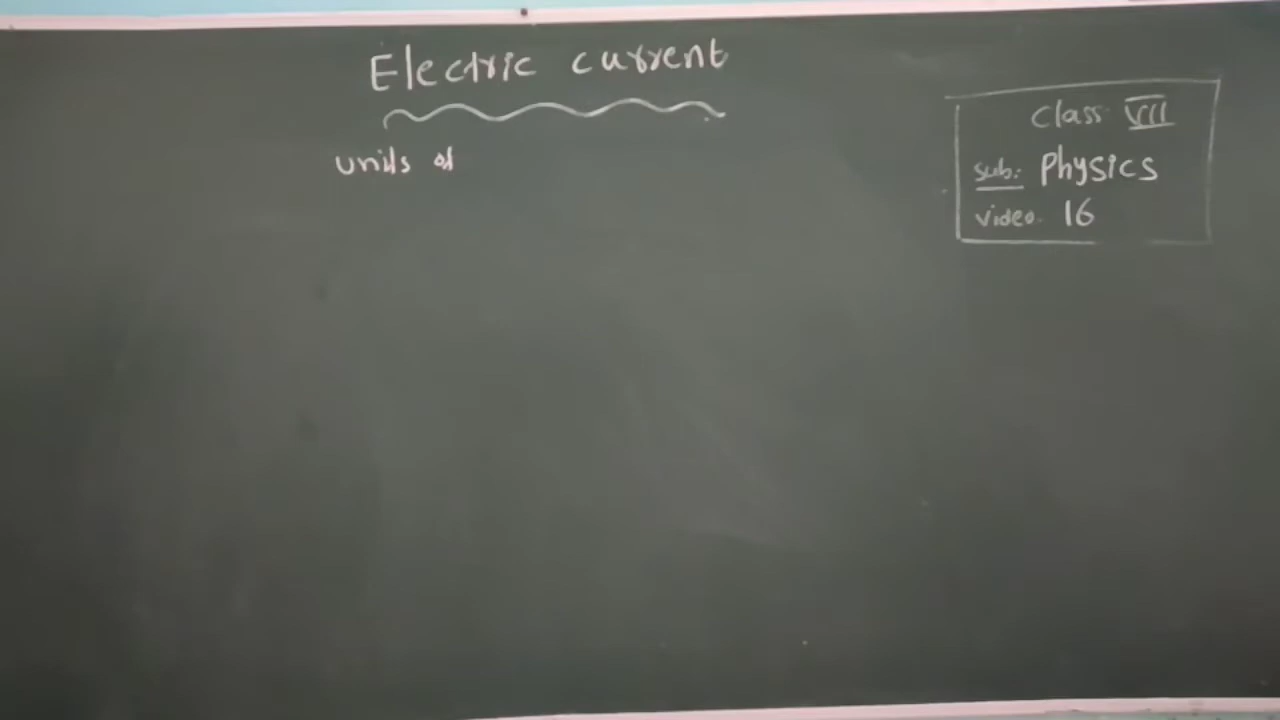 Electric current
units of
Class VII
sub: Physics
video. 16